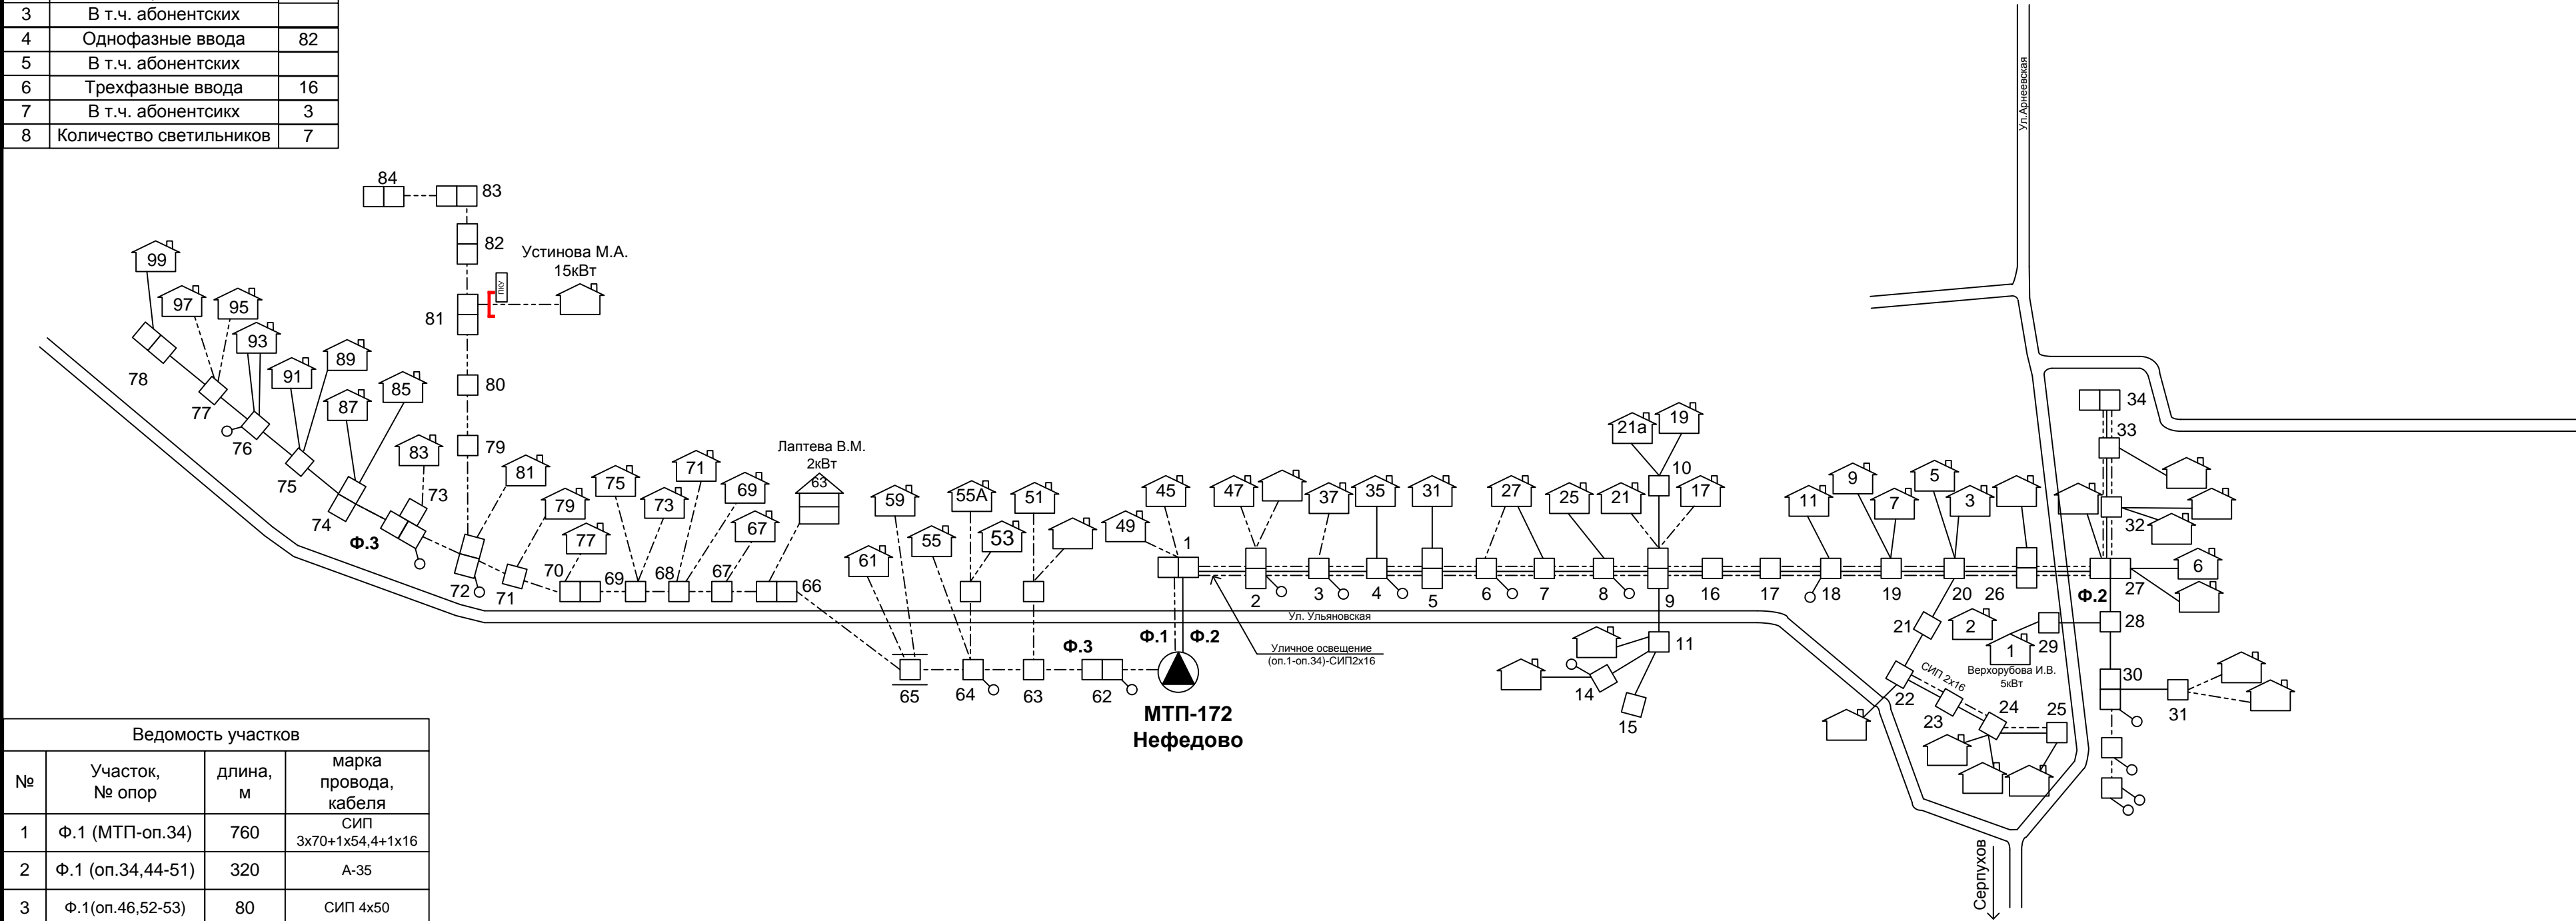 3 В т.ч. абонентских
4 Однофазные ввода 82
5 В т.ч. абонентских
6 Трехфазные ввода 16
7 В т.ч. абонентсикх 3
8 Количество светильников 7
Ул.Арнеевская
84
83
82
Устинова М.А.
15кВт
ПКУ
81
80
79
99
97
95
93
91
89
87
85
83
78
77
76
75
74
73
Ф.3
72
71
70
69
68
67
66
81
79
77
75
73
71
69
67
Лаптева В.М.
2кВт
63
61
59
55
55А
53
51
49
45
65
64
63
62
Ф.3
Ф.1
Ф.2
МТП-172
Нефедово
1
47
37
35
31
27
25
21
17
21а
19
10
11
9
7
5
3
2
3
4
5
6
7
8
9
16
17
18
19
20
26
Уличное освещение
(оп.1-оп.34)-СИП2х16
Ул. Ульяновская
11
14
15
21
2
22
СИП 2х16
23
24
25
1
29
Верхорубова И.В.
5кВт
Ф.2
34
33
32
6
27
28
30
31
Серпухов
Ведомость участков
№
Участок,
№ опор
длина,
м
марка
провода,
кабеля
1 Ф.1 (МТП-оп.34) 760 СИП
3х70+1х54,4+1х16
2 Ф.1 (оп.34,44-51) 320 А-35
3 Ф.1(оп.46,52-53) 80 СИП 4х50